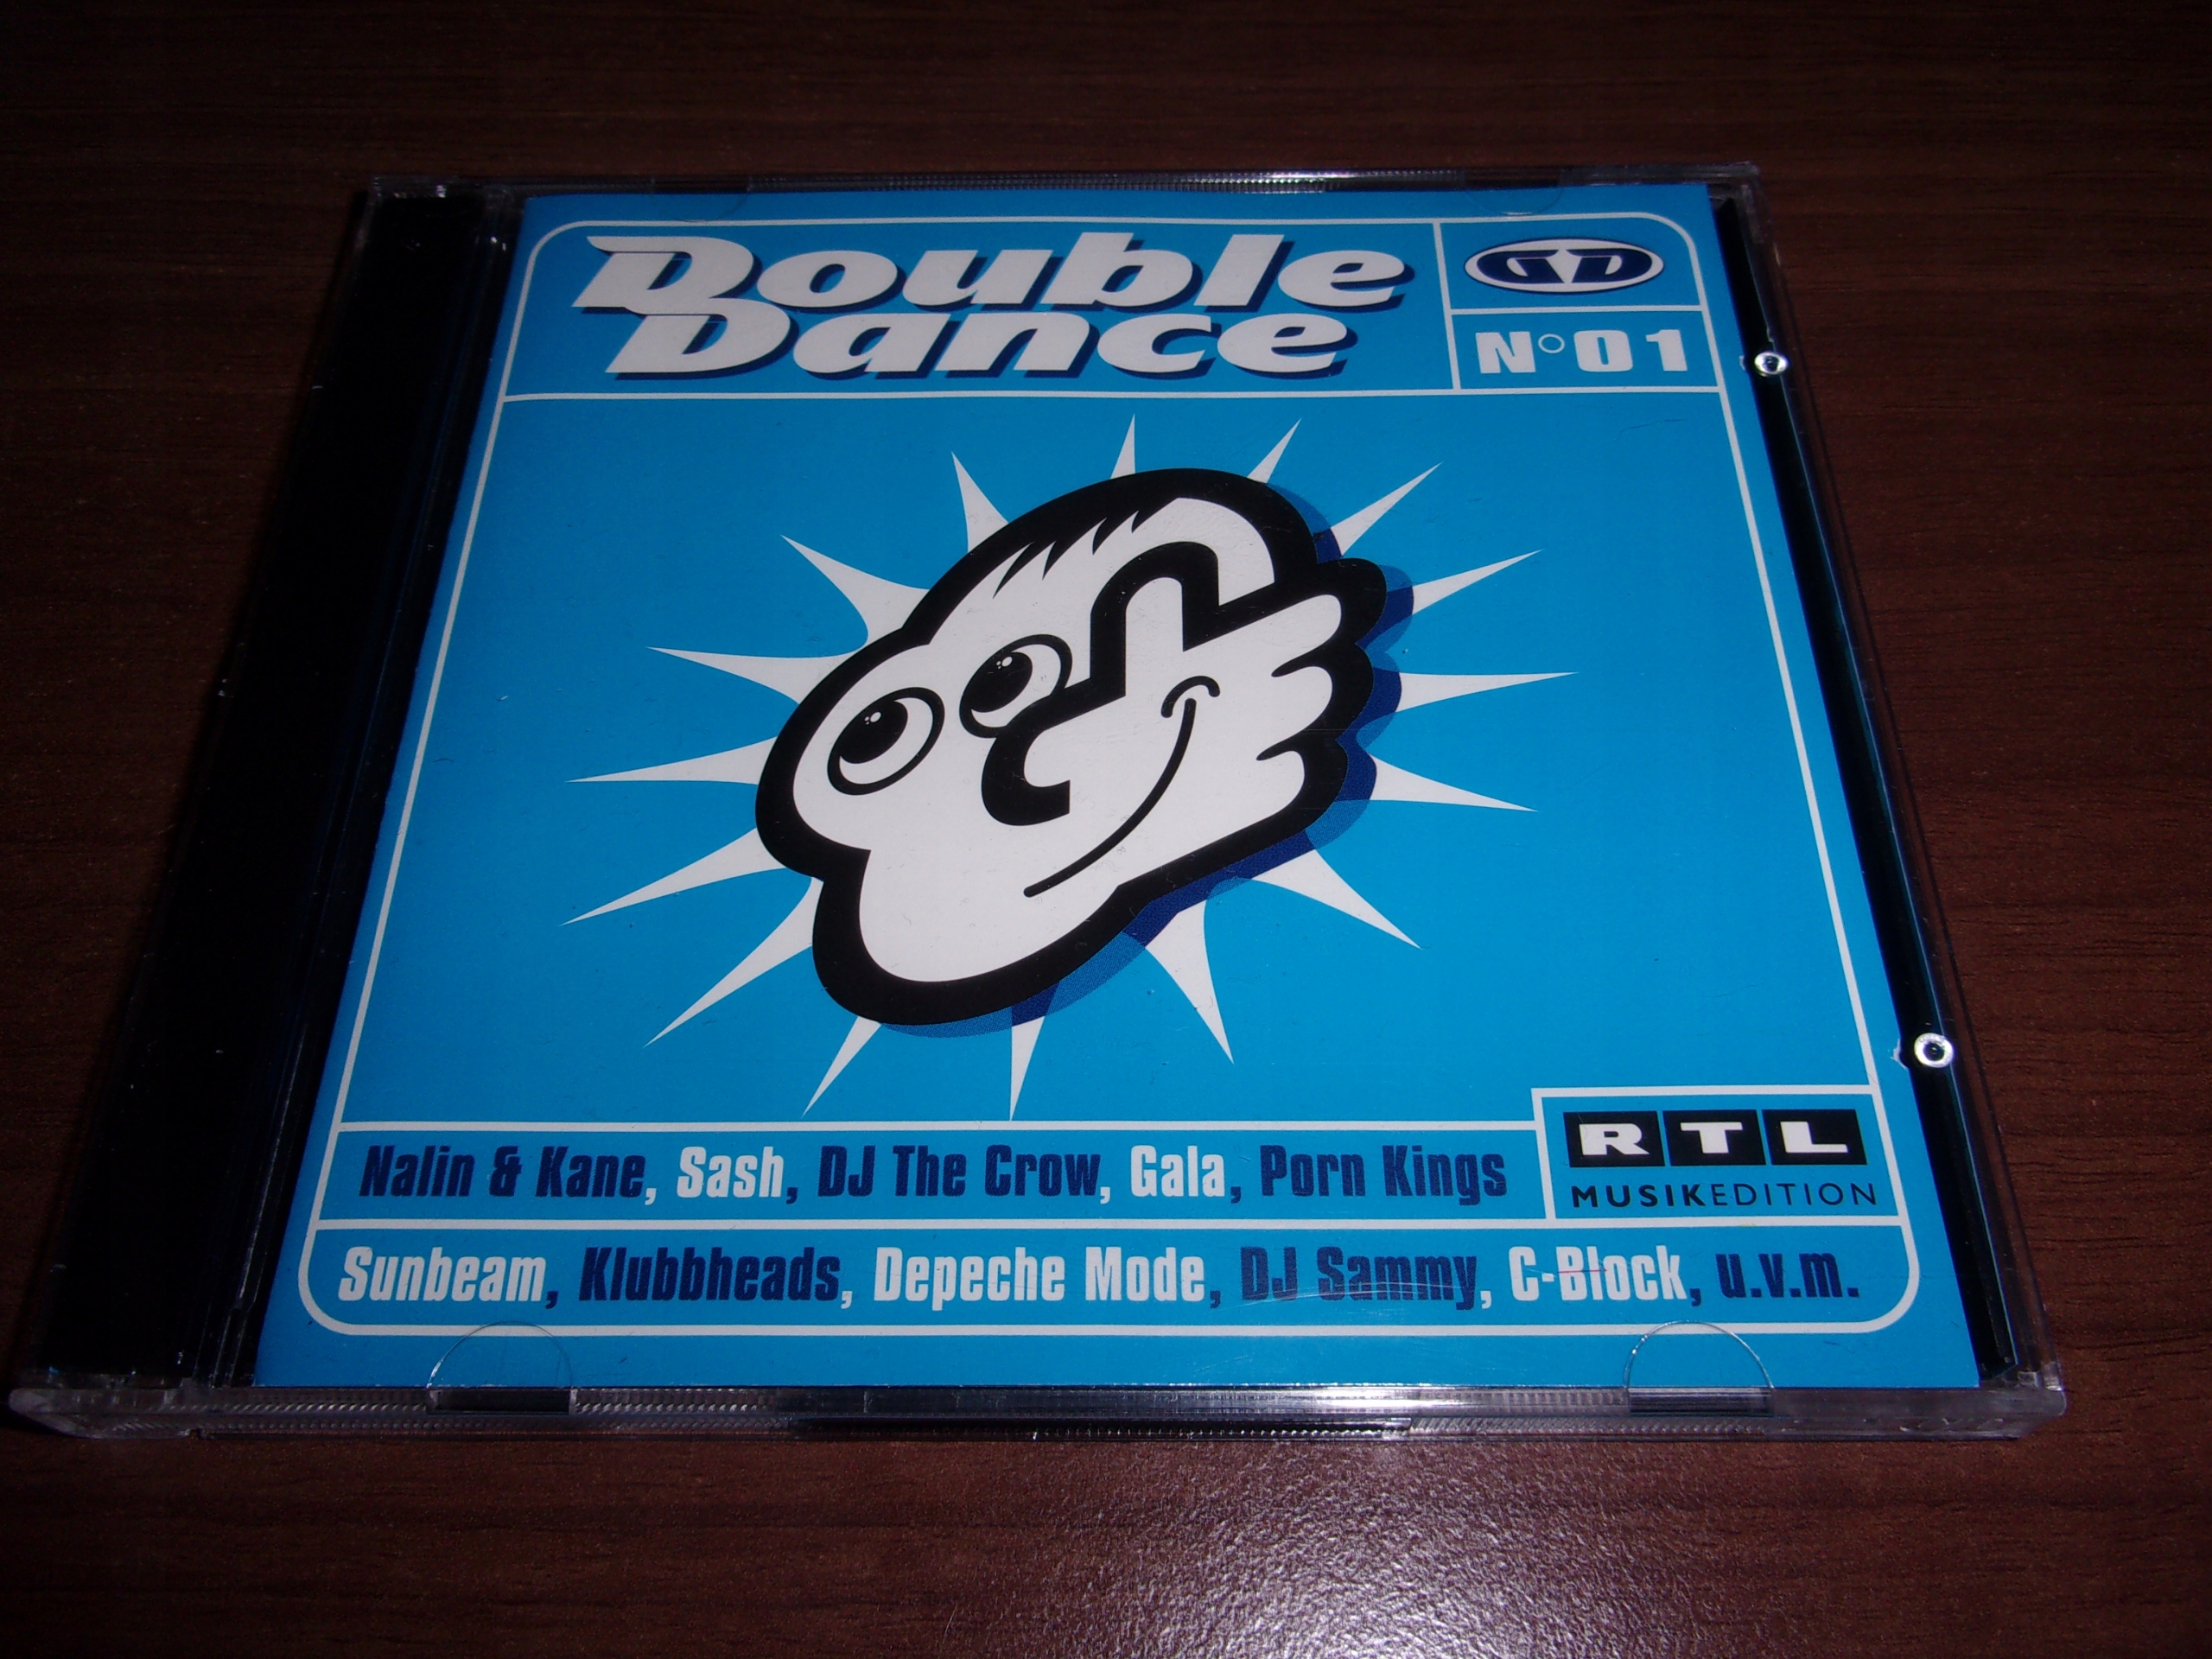 Double
Dance
DD
N°01
RTL
MUSIKEDITION
Nalin & Kane, Sash, DJ The Crow, Gala, Porn Kings
Sunbeam, Klubbheads, Depeche Mode, DJ Sammy, C-Block, u.v.m.